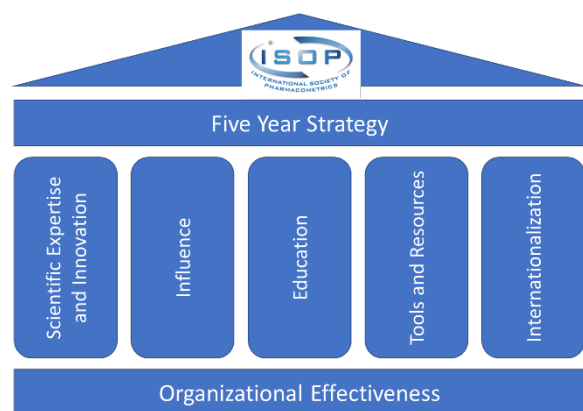 iSOP
INTERNATIONAL SOCIETY OF
PHARMACOMETRICS
Five Year Strategy
Scientific Expertise
and Innovation
Influence
Education
Tools and Resources
Internationalization
Organizational Effectiveness